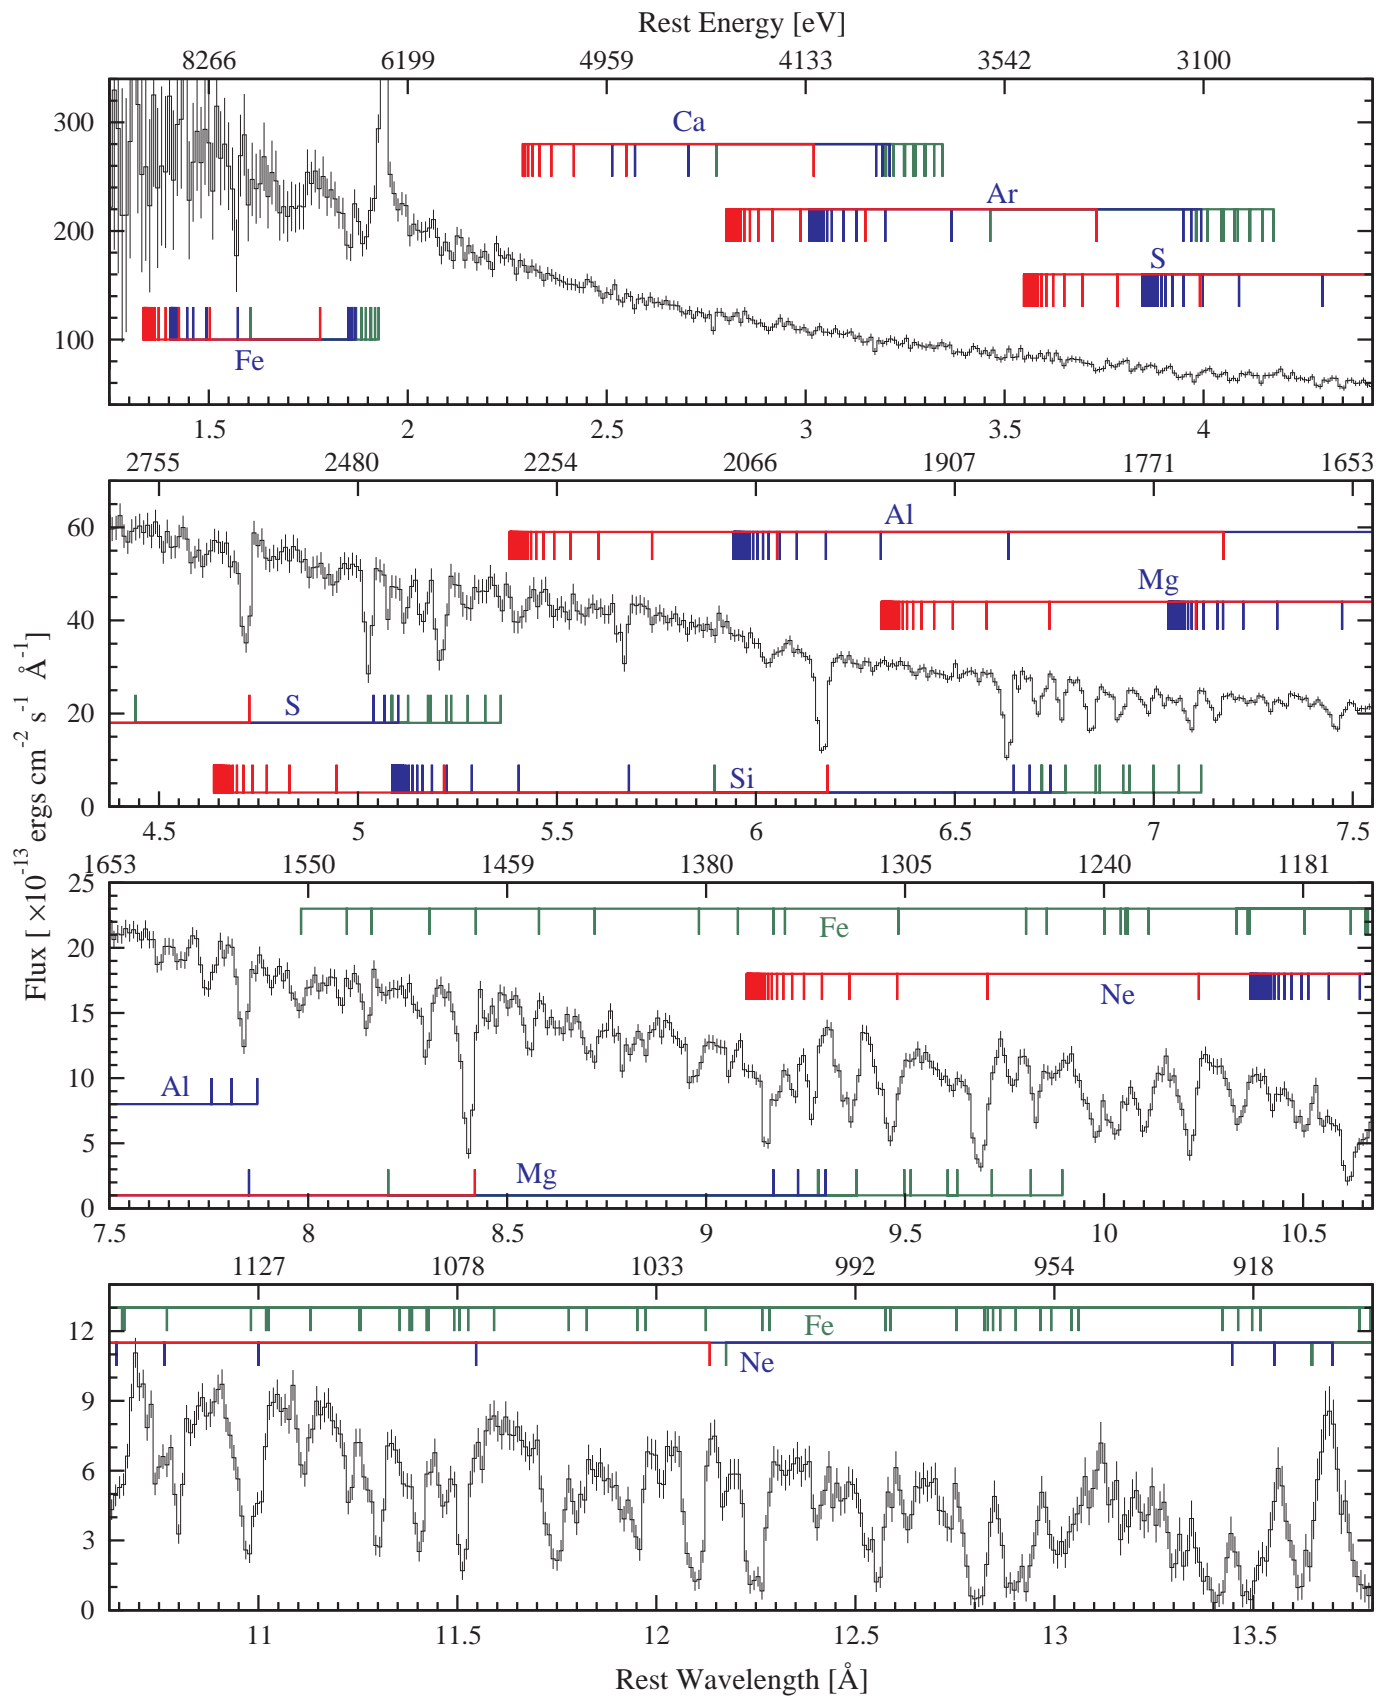 Rest Energy [eV]
8266 6199 4959 4133 3542 3100
300
200
100
Ca
Ar
S
Fe
1.5 2 2.5 3 3.5 4
2755 2480 2254 2066 1907 1771 1653
60
40
20
0
Al
Mg
S
Si
4.5 5 5.5 6 6.5 7 7.5
Flux [ ×10⁻¹³ ergs cm⁻² s⁻¹ Å⁻¹]
1653 1550 1459 1380 1305 1240 1181
25
20
15
10
5
0
Fe
Ne
Al
Mg
7.5 8 8.5 9 9.5 10 10.5
1127 1078 1033 992 954 918
12
9
6
3
0
Fe
Ne
11 11.5 12 12.5 13 13.5
Rest Wavelength [Å]